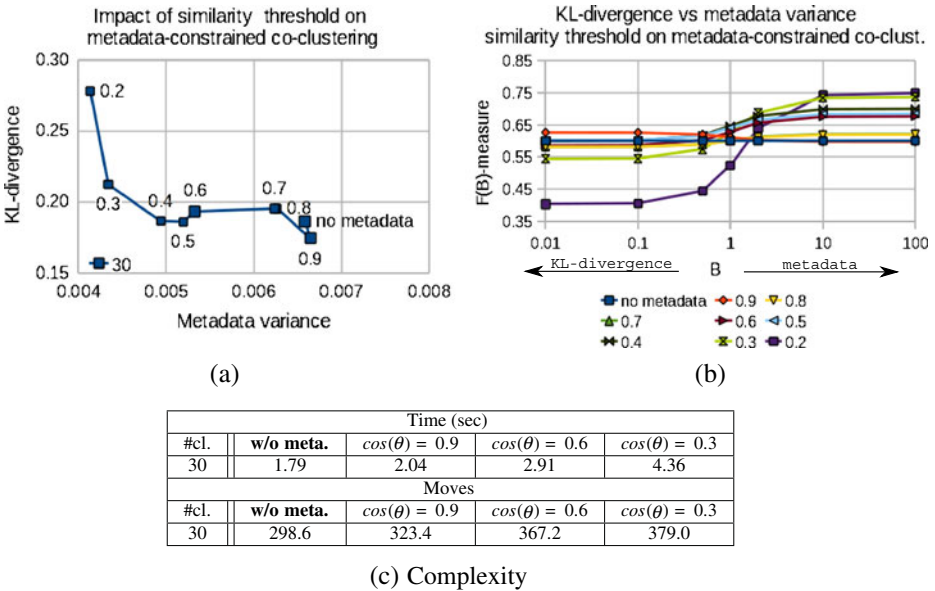 Impact of similarity threshold on
metadata-constrained co-clustering
KL-divergence
0.30
0.25
0.20
0.15
0.2
0.3
0.4
0.5
0.6
0.7
0.8
no metadata
0.9
30
0.004
0.005
0.006
0.007
0.008
Metadata variance
(a)
KL-divergence vs metadata variance
similarity threshold on metadata-constrained co-clust.
F(B)-measure
0.85
0.75
0.65
0.55
0.45
0.35
0.01
0.1
1
10
100
KL-divergence
B
metadata
no metadata 0.9 0.8
0.7 0.6 0.5
0.4 0.3 0.2
(b)
Time (sec)
#cl. w/o meta. cos(θ) = 0.9 cos(θ) = 0.6 cos(θ) = 0.3
30 1.79 2.04 2.91 4.36
Moves
#cl. w/o meta. cos(θ) = 0.9 cos(θ) = 0.6 cos(θ) = 0.3
30 298.6 323.4 367.2 379.0
(c) Complexity